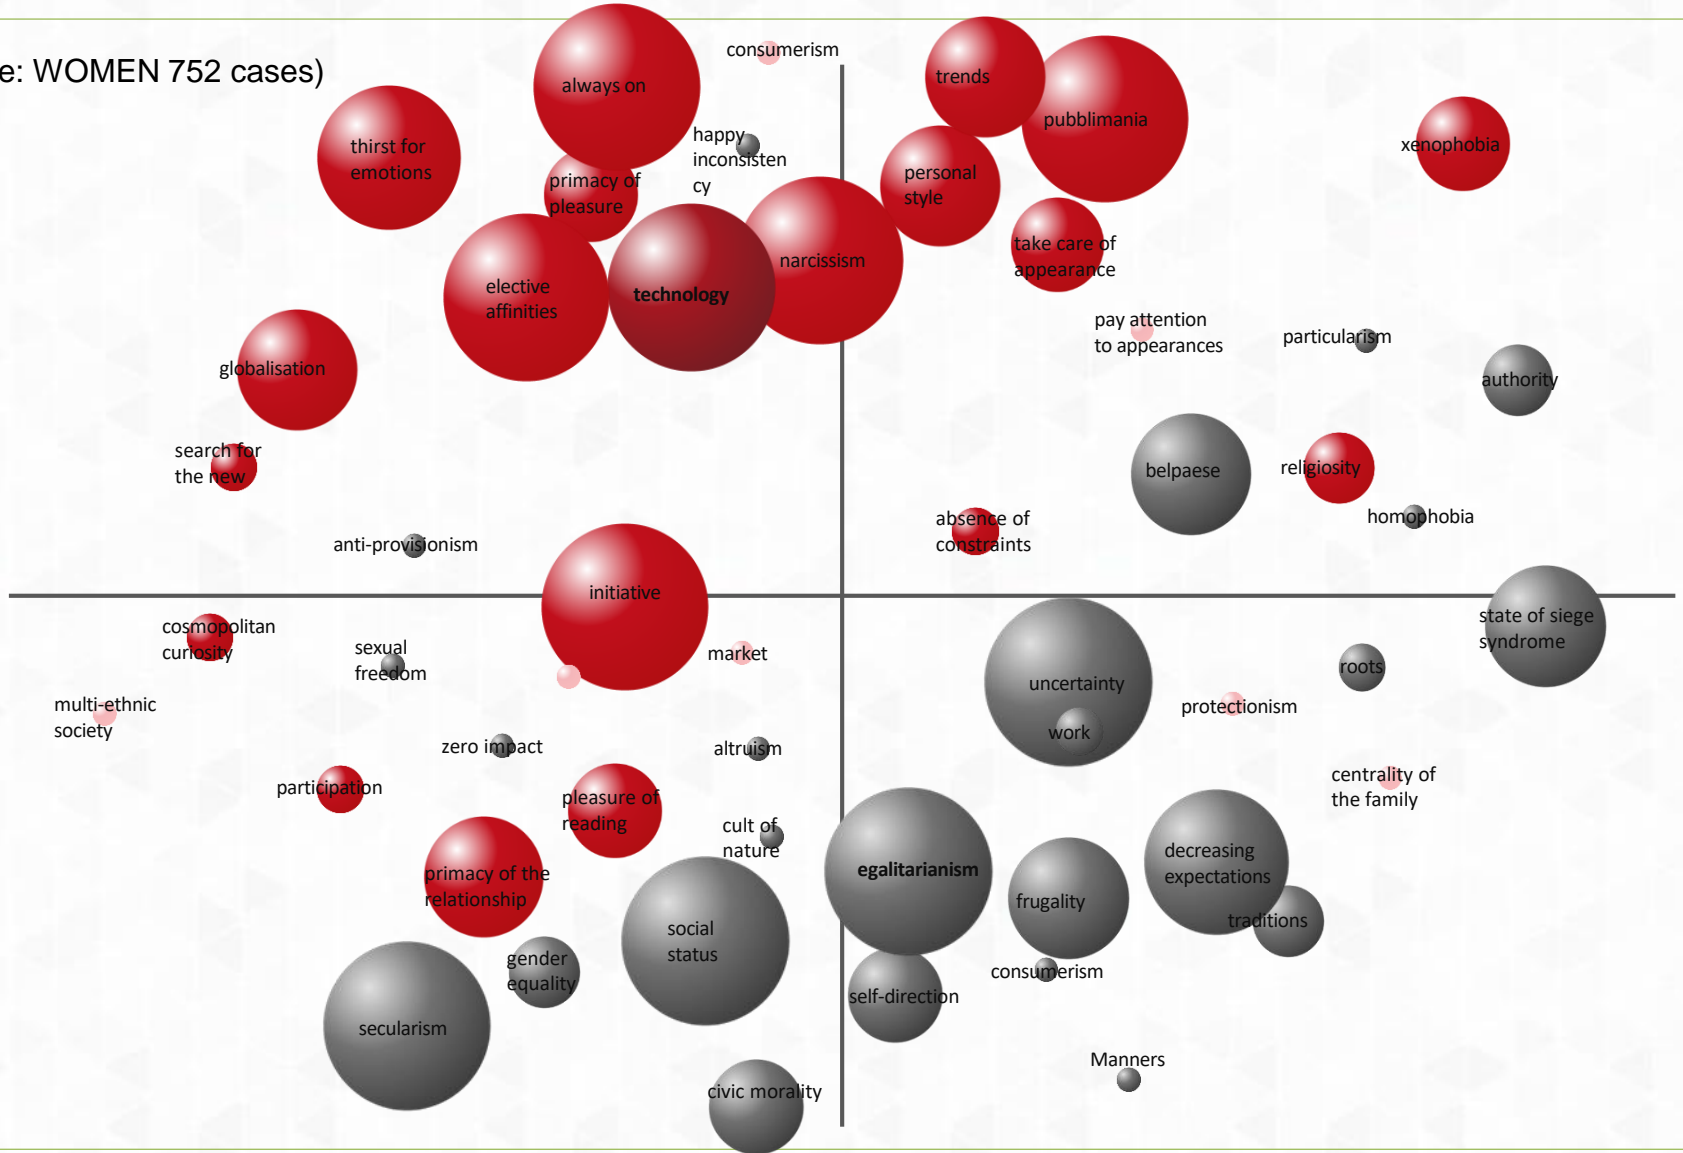 e: WOMEN 752 cases)
consumerism
always on
trends
pubblimania
thirst for
emotions
happy
inconsisten
cy
xenophobia
primacy of
pleasure
personal
style
take care of
appearance
narcissism
elective
affinities
technology
pay attention
to appearances
particularism
globalisation
authority
search for
the new
belpaese
religiosity
absence of
constraints
homophobia
anti-provisionism
initiative
state of siege
syndrome
cosmopolitan
curiosity
sexual
freedom
market
uncertainty
roots
multi-ethnic
society
protectionism
work
zero impact
altruism
participation
pleasure of
reading
centrality of
the family
cult of
nature
primacy of the
relationship
egalitarianism
decreasing
expectations
frugality
traditions
social
status
gender
equality
consumerism
self-direction
secularism
Manners
civic morality